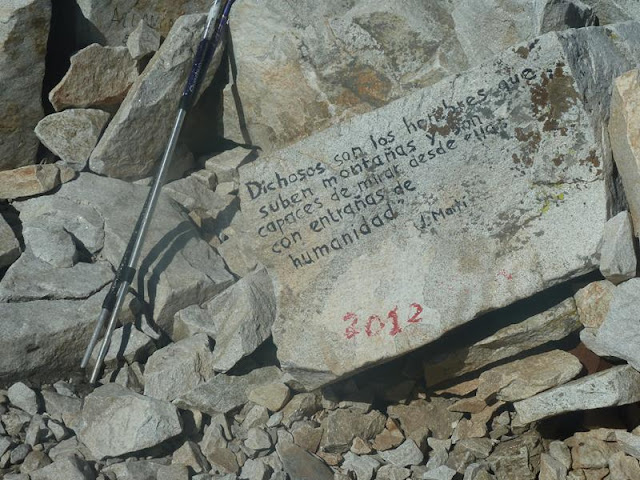 Dichosos son los hombres que
suben montañas y son
capaces de mirar desde ellas
con entrañas de
humanidad" J. Martí
2012